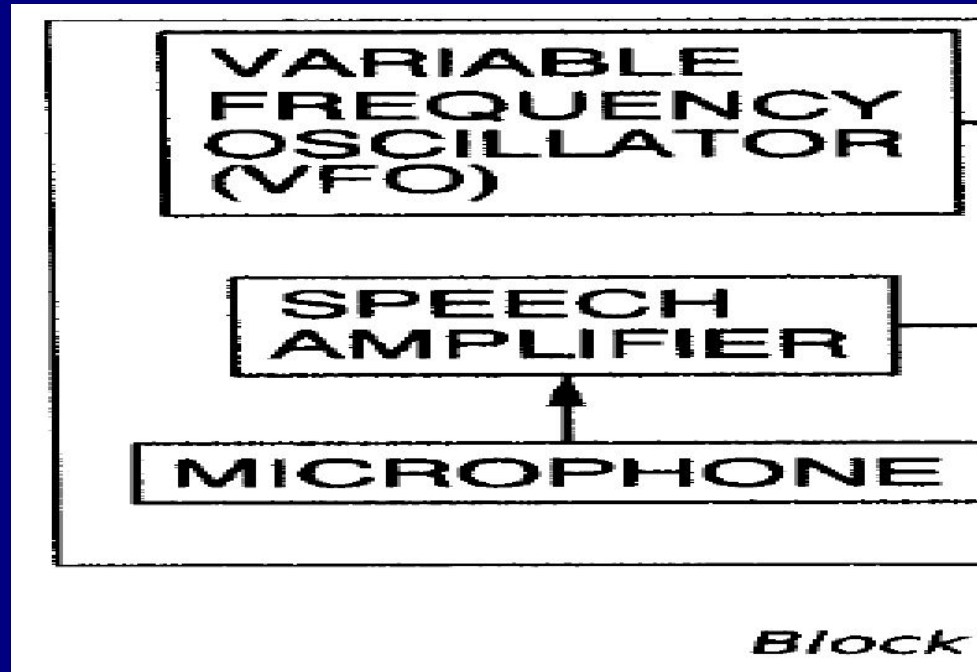 VARIABLE
FREQUENCY
OSCILLATOR
(VFO)
SPEECH
AMPLIFIER
MICROPHONE
Block